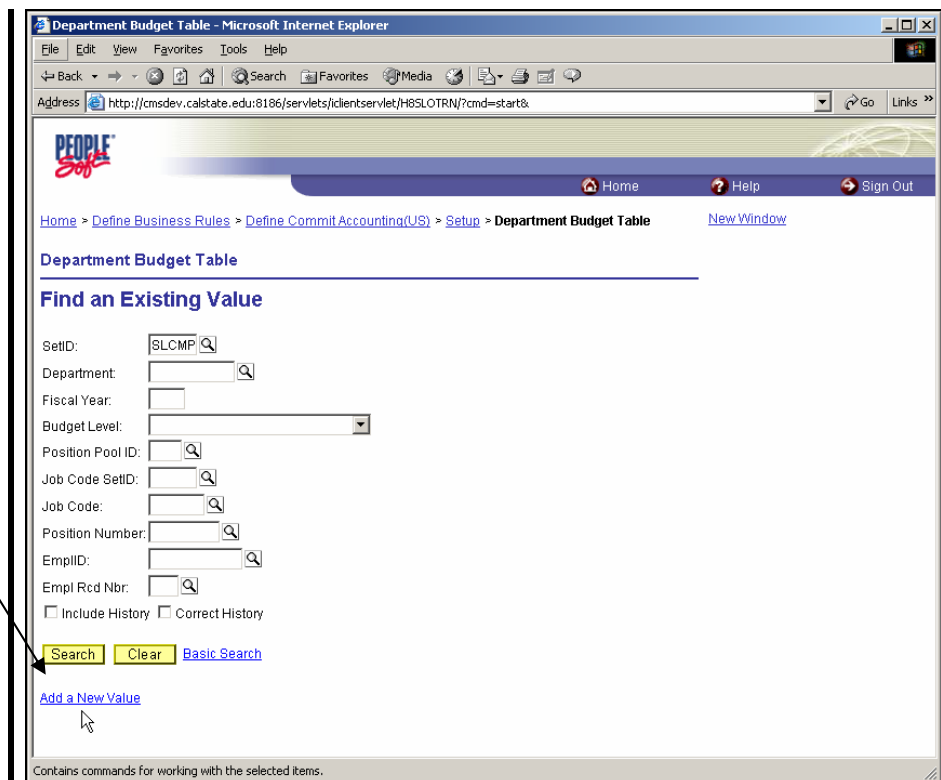 Department Budget Table - Microsoft Internet Explorer
File Edit View Favorites Tools Help
Back Search Favorites Media
Address http://cmsdev.calstate.edu:8186/servlets/iclientservlet/H8SLOTRN/?cmd=start& Go Links »
PEOPLE
Soft
Home Help Sign Out
Home > Define Business Rules > Define Commit Accounting(US) > Setup > Department Budget Table New Window
Department Budget Table
Find an Existing Value
SetID: SLCMP
Department:
Fiscal Year:
Budget Level:
Position Pool ID:
Job Code SetID:
Job Code:
Position Number:
EmplID:
Empl Rcd Nbr:
Include History Correct History
Search Clear Basic Search
Add a New Value
Contains commands for working with the selected items.